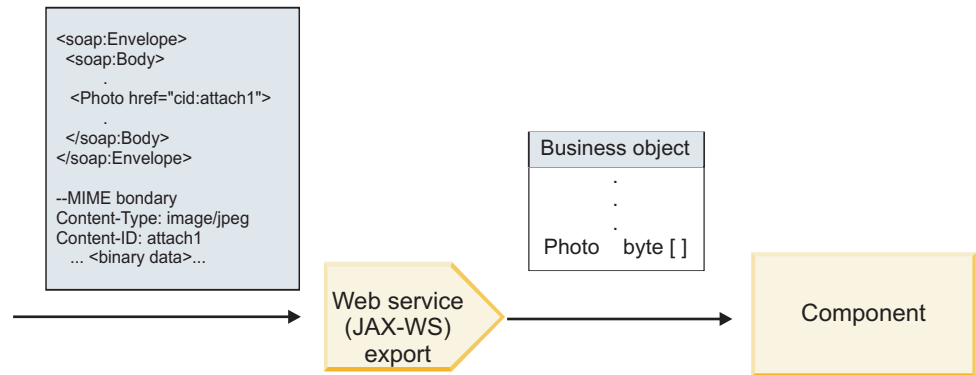 <soap:Envelope>
<soap:Body>
.
<Photo href="cid:attach1">
.
</soap:Body>
</soap:Envelope>
--MIME bondary
Content-Type: image/jpeg
Content-ID: attach1
... <binary data>...
Web service
(JAX-WS)
export
Business object
.
.
.
Photo byte [ ]
Component